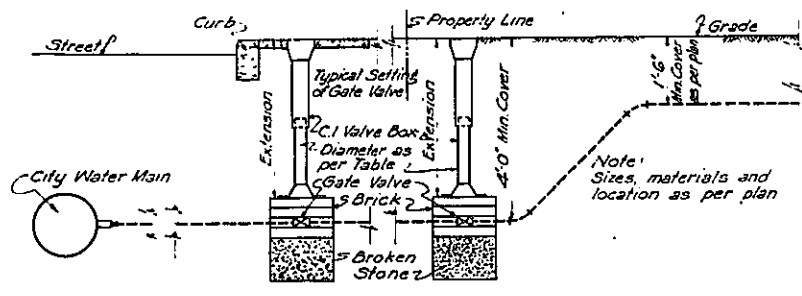 Curb
Property Line
Grade
Street
Typical Setting
of Gate Valve
Extension
C.I Valve Box
Diameter as
per Table
Extension
4'-0" Min. Cover
1'-6"
Min. Cover
as per plan
City Water Main
Gate Valve
Brick
Note:
Sizes, materials and
location as per plan
Broken
Stone